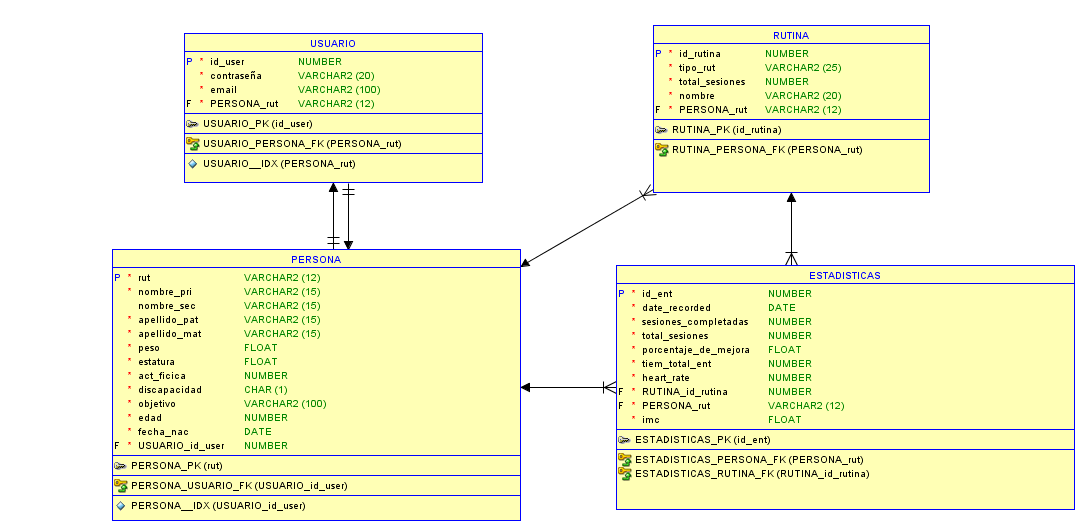 USUARIO
P * id_user NUMBER
* contraseña VARCHAR2 (20)
* email VARCHAR2 (100)
F * PERSONA_rut VARCHAR2 (12)
USUARIO_PK (id_user)
USUARIO_PERSONA_FK (PERSONA_rut)
USUARIO__IDX (PERSONA_rut)
RUTINA
P * id_rutina NUMBER
* tipo_rut VARCHAR2 (25)
* total_sesiones NUMBER
* nombre VARCHAR2 (20)
F * PERSONA_rut VARCHAR2 (12)
RUTINA_PK (id_rutina)
RUTINA_PERSONA_FK (PERSONA_rut)
PERSONA
P * rut VARCHAR2 (12)
* nombre_pri VARCHAR2 (15)
nombre_sec VARCHAR2 (15)
* apellido_pat VARCHAR2 (15)
* apellido_mat VARCHAR2 (15)
* peso FLOAT
* estatura FLOAT
* act_ficica NUMBER
* discapacidad CHAR (1)
* objetivo VARCHAR2 (100)
* edad NUMBER
* fecha_nac DATE
F * USUARIO_id_user NUMBER
PERSONA_PK (rut)
PERSONA_USUARIO_FK (USUARIO_id_user)
PERSONA__IDX (USUARIO_id_user)
ESTADISTICAS
P * id_ent NUMBER
* date_recorded DATE
* sesiones_completadas NUMBER
* total_sesiones NUMBER
* porcentaje_de_mejora FLOAT
* tiem_total_ent NUMBER
* heart_rate NUMBER
F * RUTINA_id_rutina NUMBER
F * PERSONA_rut VARCHAR2 (12)
* imc FLOAT
ESTADISTICAS_PK (id_ent)
ESTADISTICAS_PERSONA_FK (PERSONA_rut)
ESTADISTICAS_RUTINA_FK (RUTINA_id_rutina)